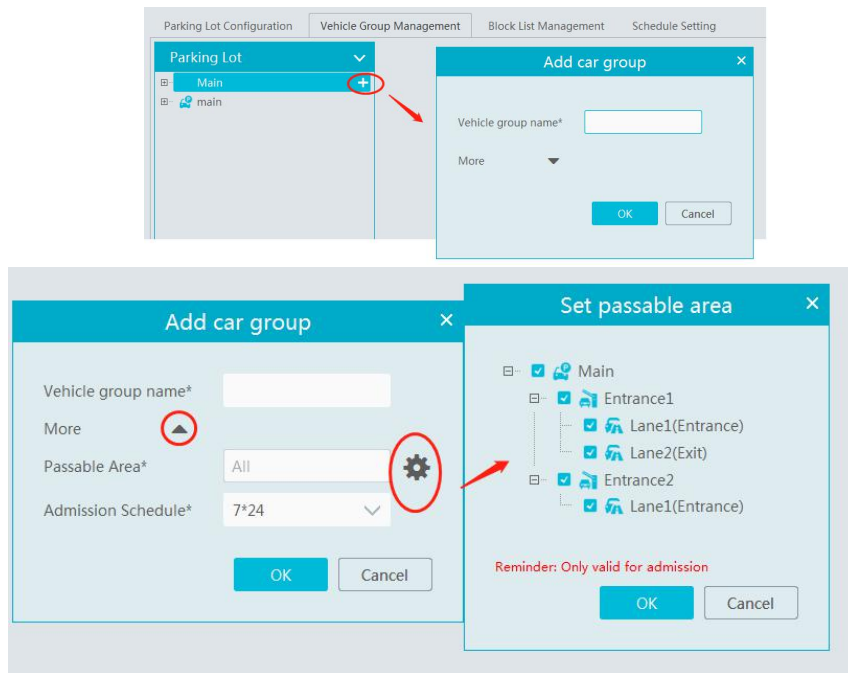 Parking Lot Configuration Vehicle Group Management Block List Management Schedule Setting
Parking Lot
Main
main
Add car group
Vehicle group name*
More
OK Cancel
Add car group
Vehicle group name*
More
Passable Area* All
Admission Schedule* 7*24
OK Cancel
Set passable area
Main
Entrance1
Lane1(Entrance)
Lane2(Exit)
Entrance2
Lane1(Entrance)
Reminder: Only valid for admission
OK Cancel